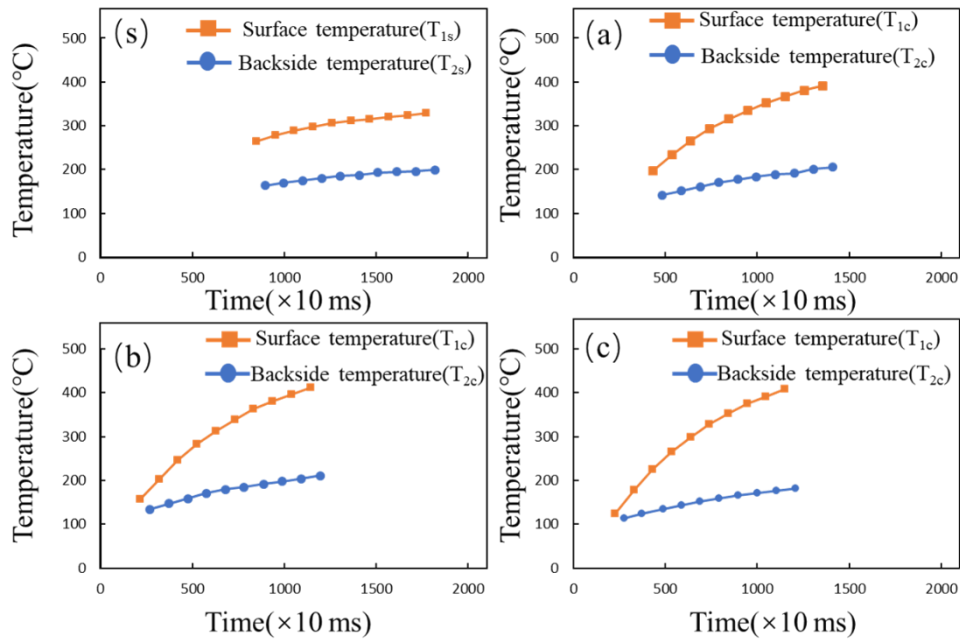 (s)
Surface temperature(T1s)
Backside temperature(T2s)
Temperature(℃)
500
400
300
200
100
0
0 500 1000 1500 2000
Time(×10 ms)
(a)
Surface temperature(T1c)
Backside temperature(T2c)
Temperature(℃)
500
400
300
200
100
0
0 500 1000 1500 2000
Time(×10 ms)
(b)
Surface temperature(T1c)
Backside temperature(T2c)
Temperature(℃)
500
400
300
200
100
0
0 500 1000 1500 2000
Time(×10 ms)
(c)
Surface temperature(T1c)
Backside temperature(T2c)
Temperature(℃)
500
400
300
200
100
0
0 500 1000 1500 2000
Time(×10 ms)